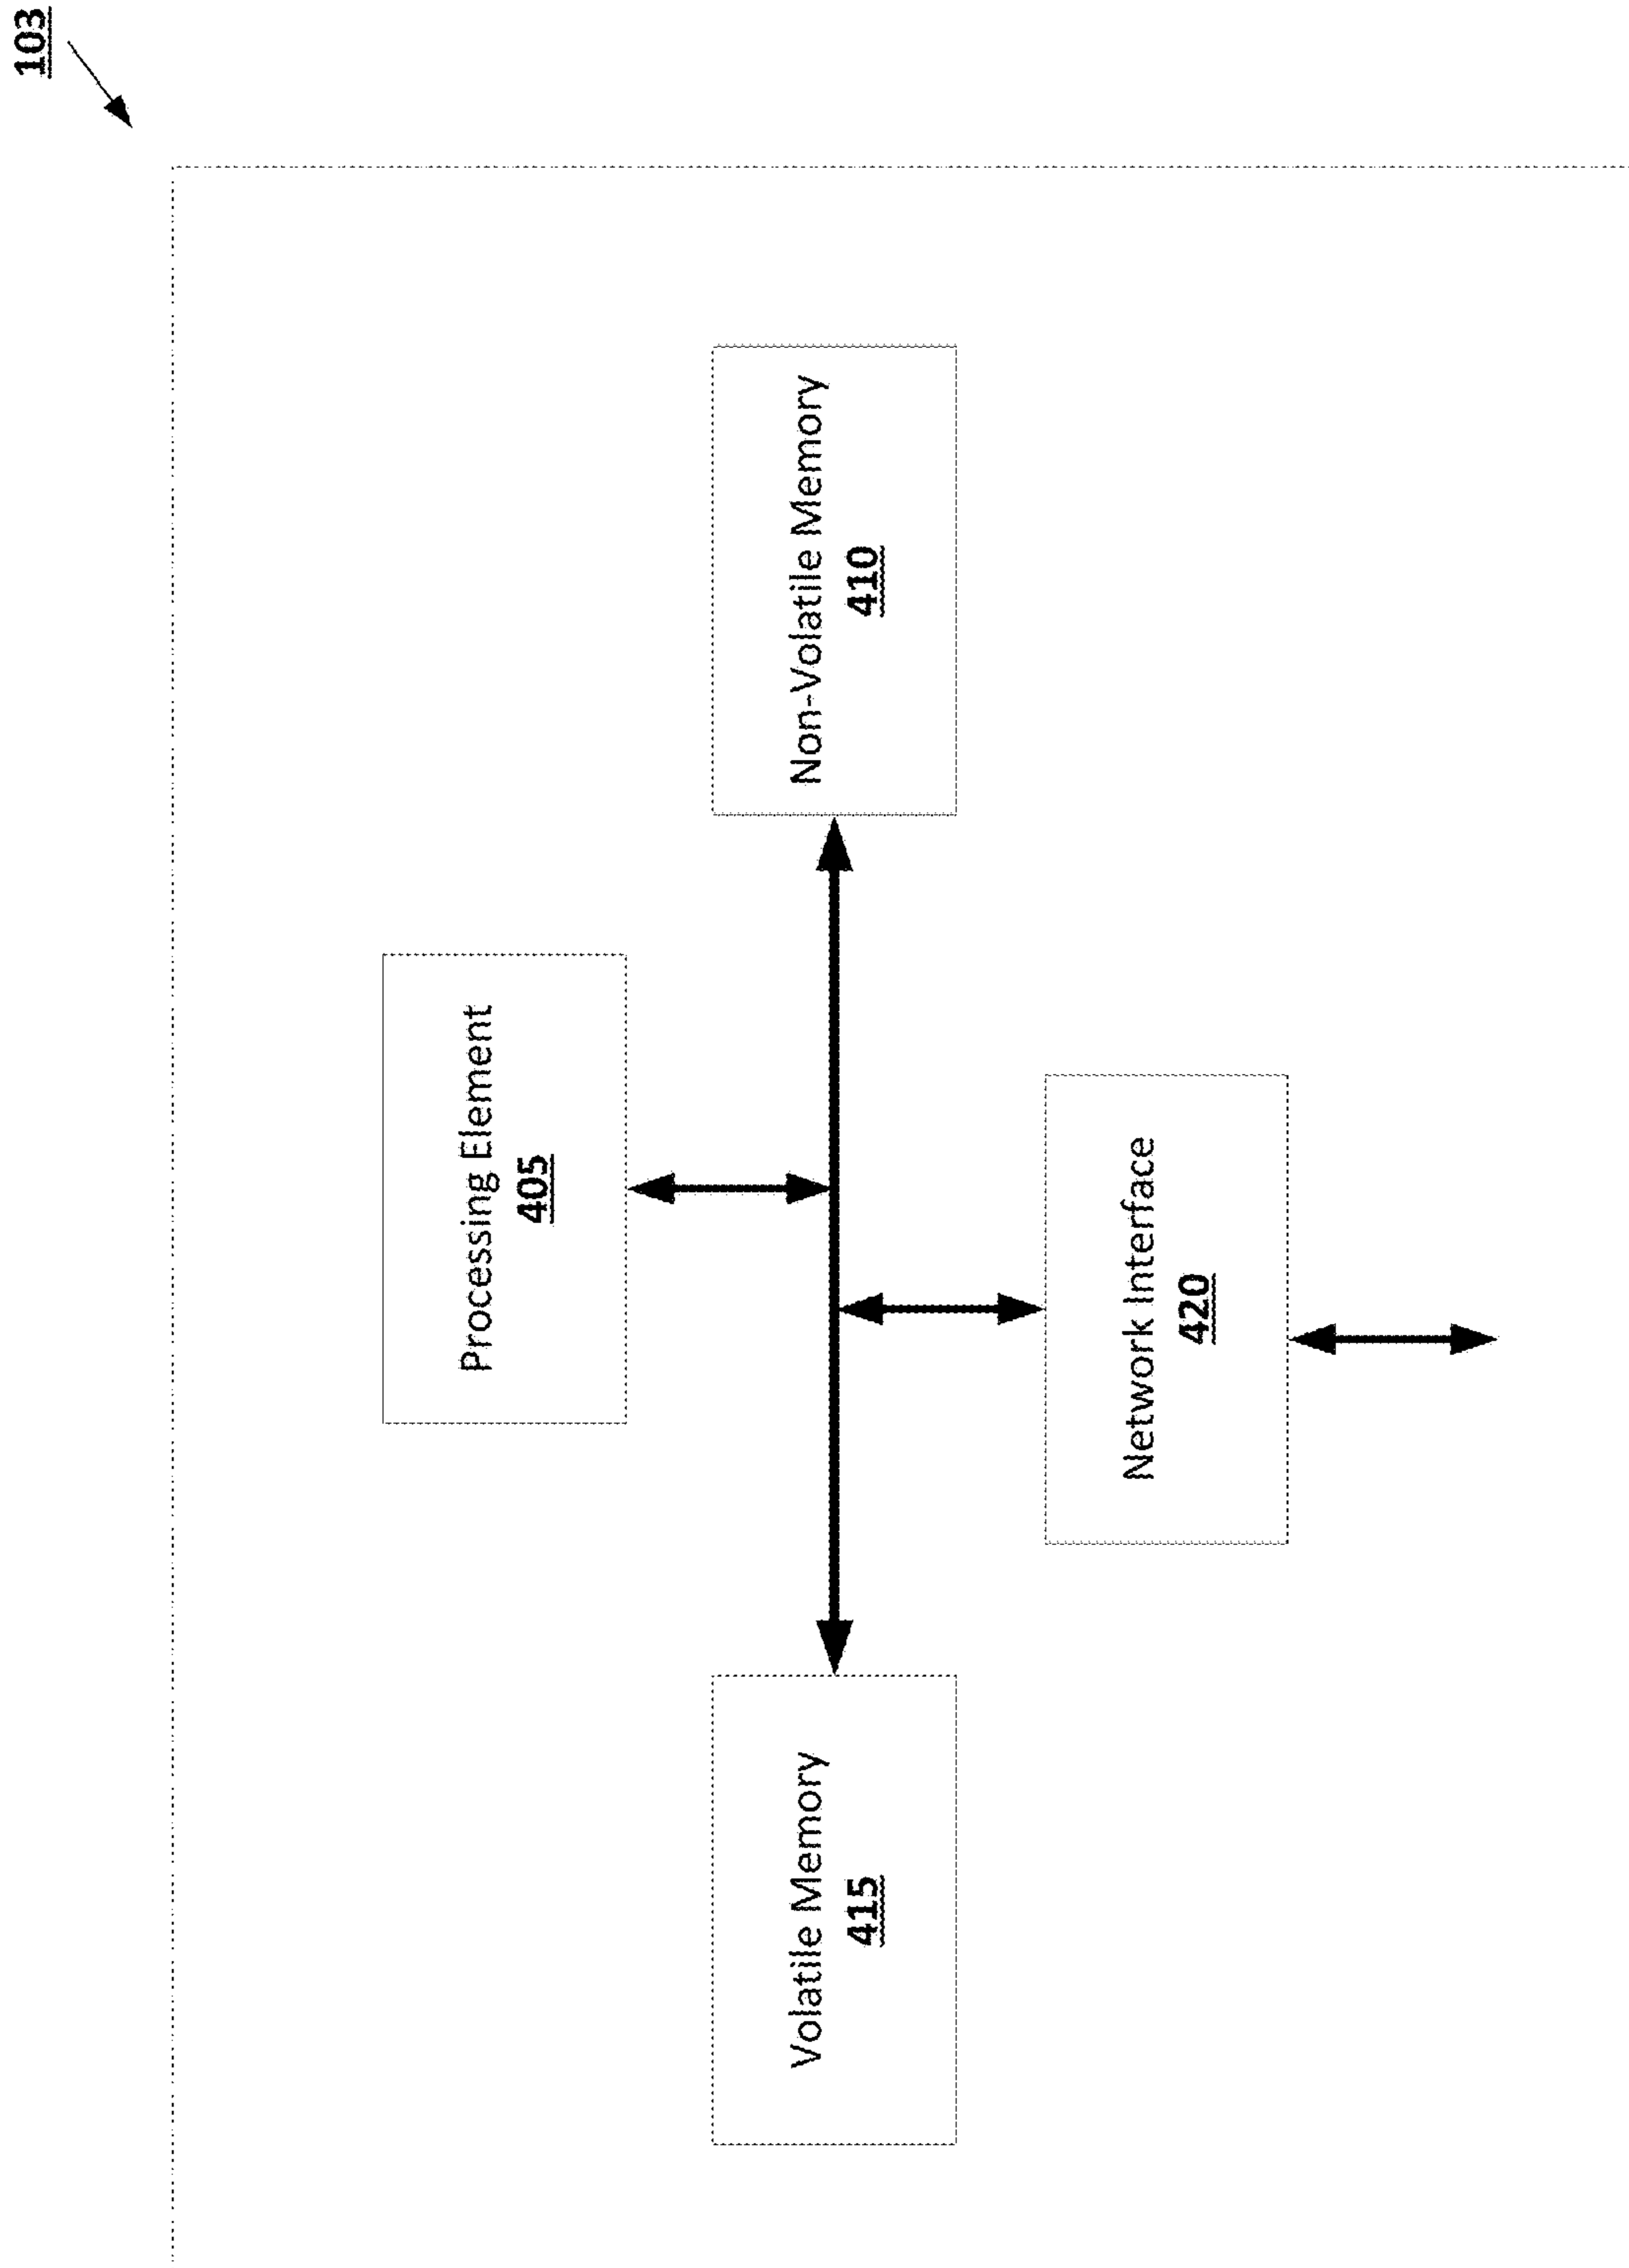 103
Processing Element
405
Volatile Memory
415
Non-Volatile Memory
410
Network Interface
420